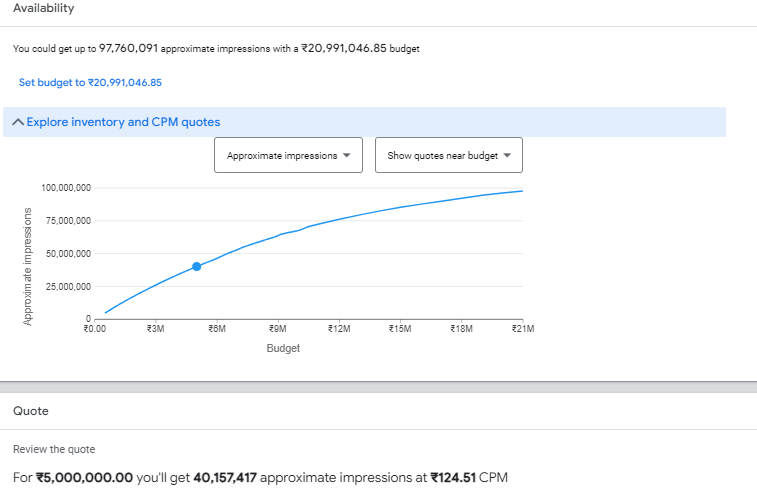 Availability
You could get up to 97,760,091 approximate impressions with a ₹20,991,046.85 budget
Set budget to ₹20,991,046.85
Explore inventory and CPM quotes
Approximate impressions
Show quotes near budget
100,000,000
75,000,000
50,000,000
25,000,000
0
Approximate impressions
₹0.00 ₹3M ₹6M ₹9M ₹12M ₹15M ₹18M ₹21M
Budget
Quote
Review the quote
For ₹5,000,000.00 you'll get 40,157,417 approximate impressions at ₹124.51 CPM